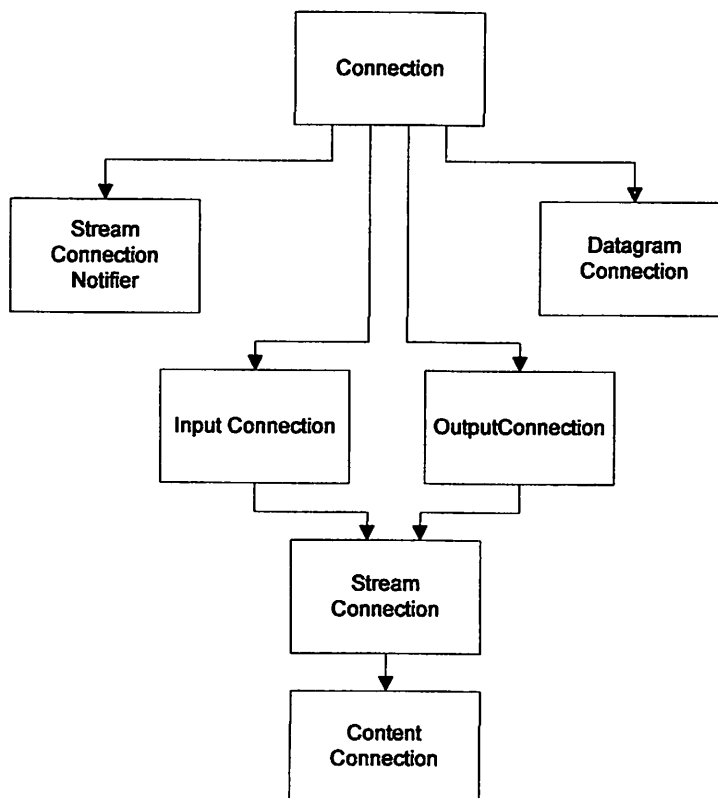 Connection
Stream
Connection
Notifier
Datagram
Connection
Input Connection
OutputConnection
Stream
Connection
Content
Connection